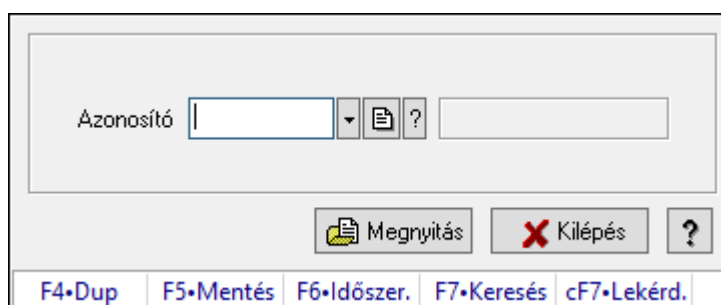 Azonosító ?
Megnyitás Kilépés ?
F4•Dup F5•Mentés F6•Időszer. F7•Keresés cF7•Lekérd.